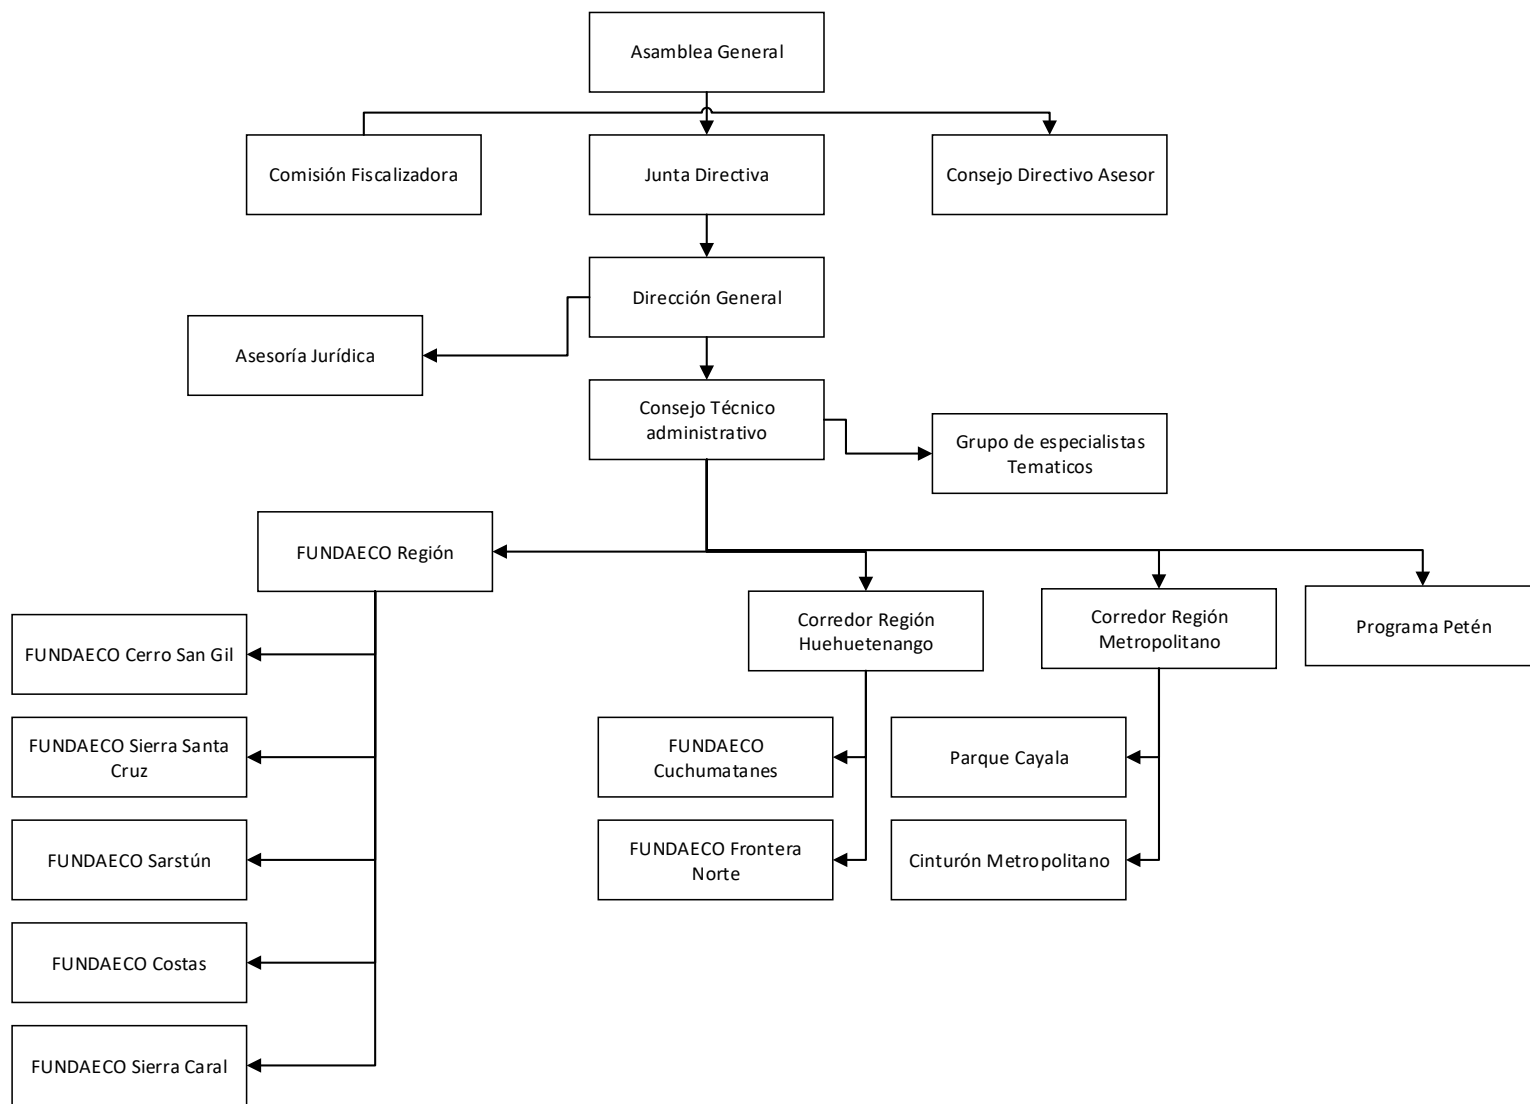 Asamblea General
Comisión Fiscalizadora
Junta Directiva
Consejo Directivo Asesor
Dirección General
Asesoría Jurídica
Consejo Técnico
administrativo
Grupo de especialistas
Tematicos
FUNDAECO Región
Corredor Región
Huehuetenango
Corredor Región
Metropolitano
Programa Petén
FUNDAECO Cerro San Gil
FUNDAECO Sierra Santa
Cruz
FUNDAECO
Cuchumatanes
Parque Cayala
FUNDAECO Sarstún
FUNDAECO Frontera
Norte
Cinturón Metropolitano
FUNDAECO Costas
FUNDAECO Sierra Caral